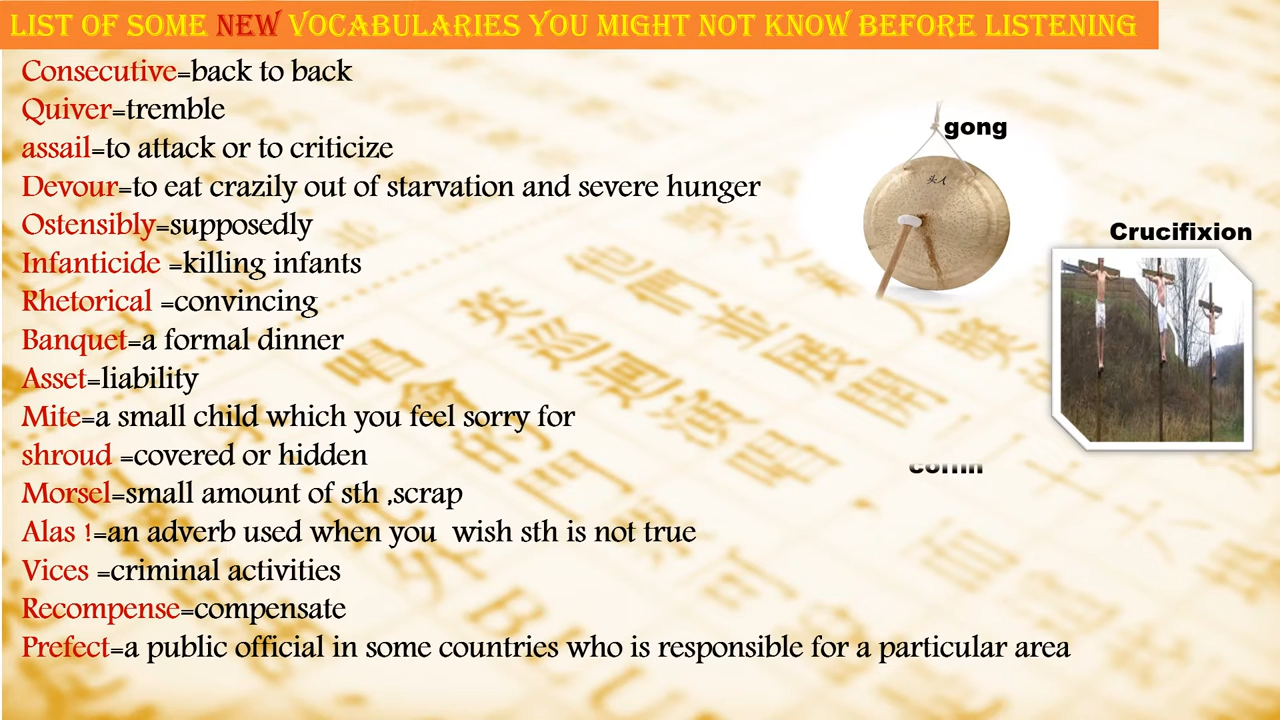 LIST OF SOME NEW VOCABULARIES YOU MIGHT NOT KNOW BEFORE LISTENING
Consecutive=back to back
Quiver=tremble
assail=to attack or to criticize
Devour=to eat crazily out of starvation and severe hunger
Ostensibly=supposedly
Infanticide =killing infants
Rhetorical =convincing
Banquet=a formal dinner
Asset=liability
Mite=a small child which you feel sorry for
shroud =covered or hidden
Morsel=small amount of sth ,scrap
Alas !=an adverb used when you  wish sth is not true
Vices =criminal activities
Recompense=compensate
Prefect=a public official in some countries who is responsible for a particular area
gong
Crucifixion
coffin